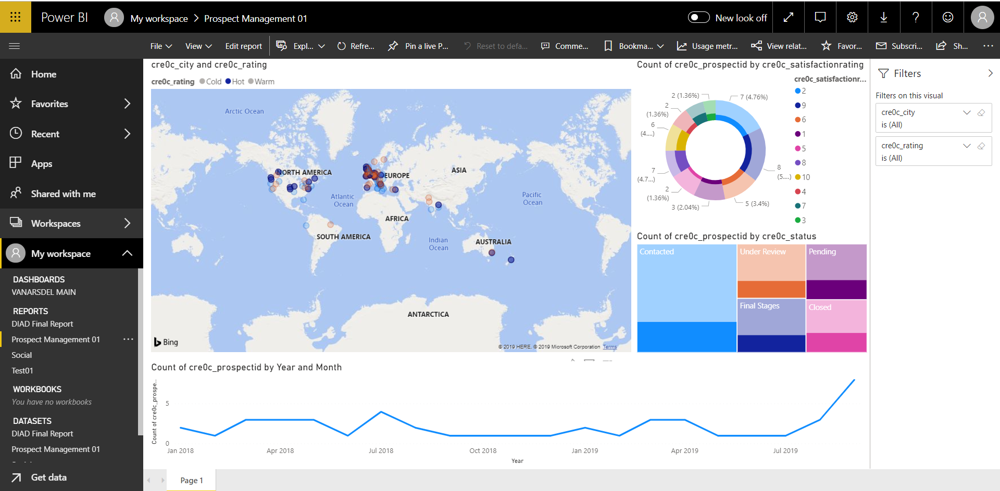 Power BI
My workspace > Prospect Management 01
New look off
File
View
Edit report
Expl...
Refre...
Pin a live P...
Reset to defa...
Comme...
Bookma...
Usage metr...
View relat...
Favor...
Subscri...
Sh...
Home
Favorites
Recent
Apps
Shared with me
Workspaces
My workspace
DASHBOARDS
VANARSDEL MAIN
REPORTS
DIAD Final Report
Prospect Management 01
Social
Test01
WORKBOOKS
You have no workbooks
DATASETS
DIAD Final Report
Prospect Management 01
Get data
cre0c_city and cre0c_rating
cre0c_rating Cold Hot Warm
Arctic Ocean
NORTH AMERICA
EUROPE
ASIA
Atlantic
Ocean
Pacific
Ocean
AFRICA
SOUTH AMERICA
Indian
Ocean
AUSTRALIA
ANTARCTICA
Bing
© 2019 HERE, © 2019 Microsoft Corporation Terms
Count of cre0c_prospectid by cre0c_satisfactionrating
cre0c_satisfactionr...
2
9
6
1
5
8
10
4
7
3
7 (4.76%)
8
(5....)
5 (3.4%)
3 (2.04%)
2
(1.36%)
7
(4.7...)
6
(4....)
2
(1.36%)
2 (1.36%)
Count of cre0c_prospectid by cre0c_status
Contacted
Under Review
Pending
Final Stages
Closed
Count of cre0c_prospectid by Year and Month
Count of cre0c_prospe...
5
0
Jan 2018
Apr 2018
Jul 2018
Oct 2018
Jan 2019
Apr 2019
Jul 2019
Year
Page 1
Filters
Filters on this visual
cre0c_city
is (All)
cre0c_rating
is (All)